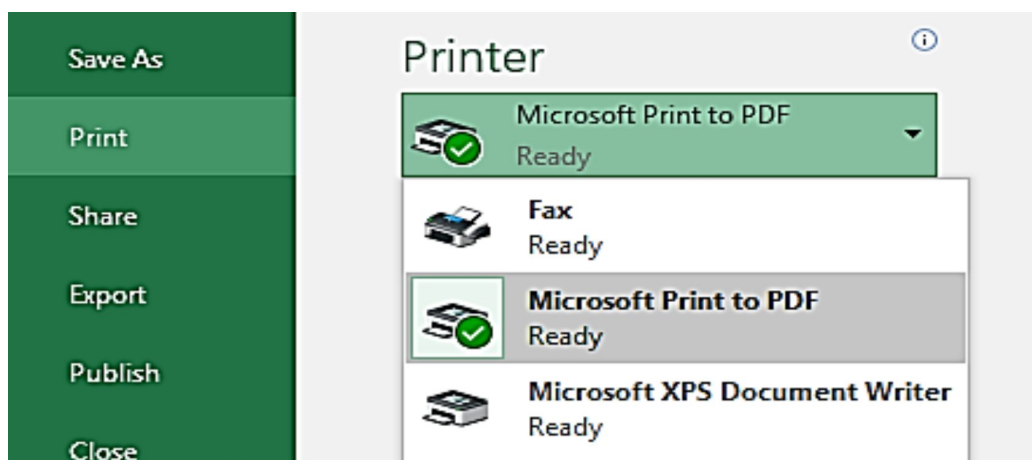 Save As
Print
Share
Export
Publish
Close
Printer
Microsoft Print to PDF
Ready
Fax
Ready
Microsoft Print to PDF
Ready
Microsoft XPS Document Writer
Ready